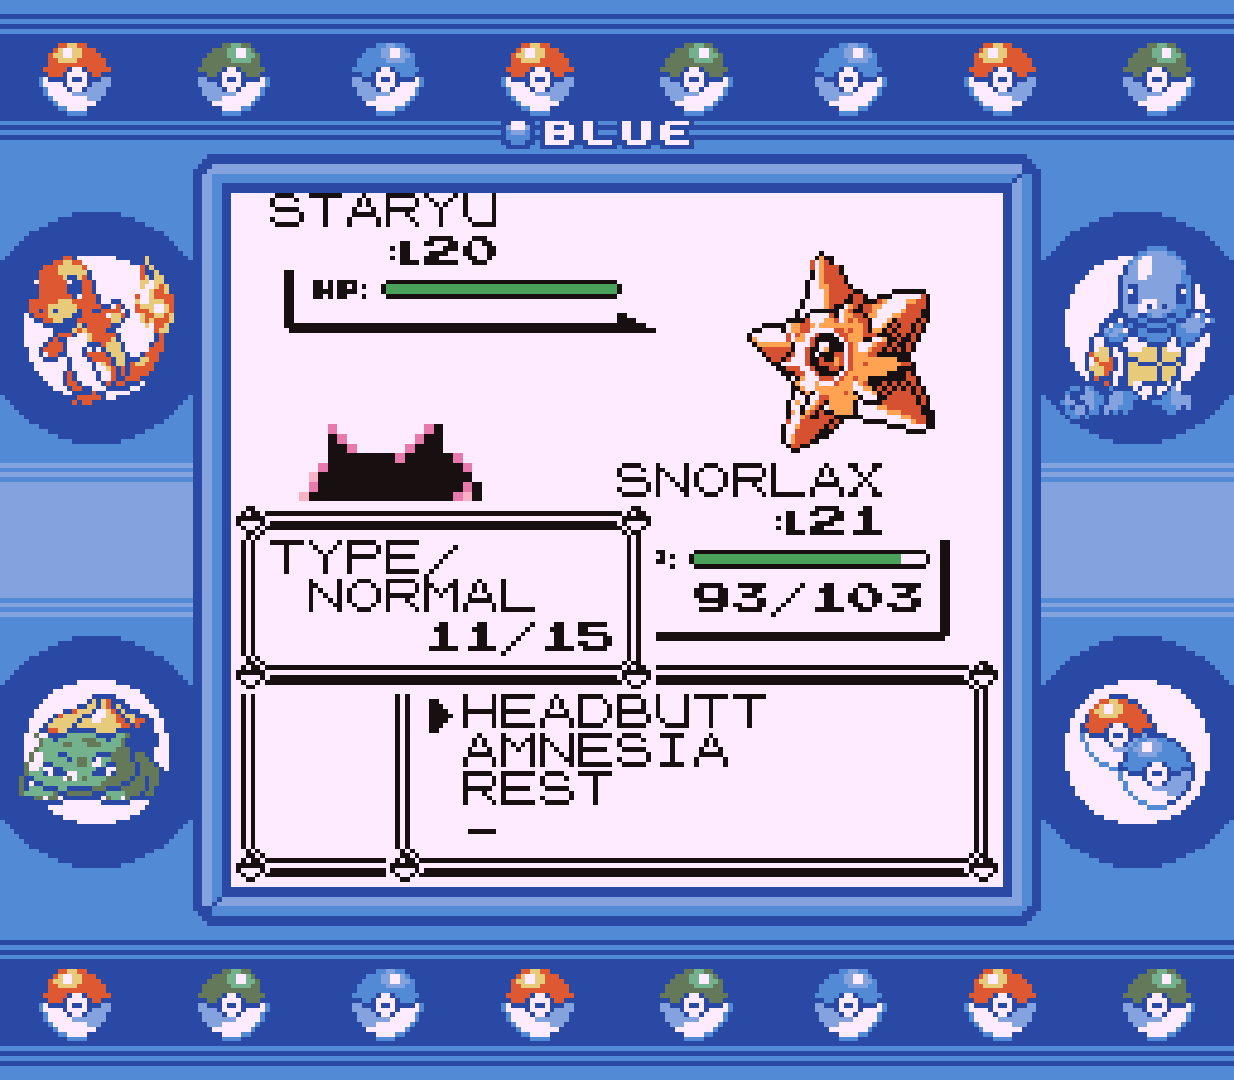 BLUE
STARYU
:L20
HP:
SNORLAX
:L21
93/103
TYPE/
NORMAL
11/15
HEADBUTT
AMNESIA
REST
–